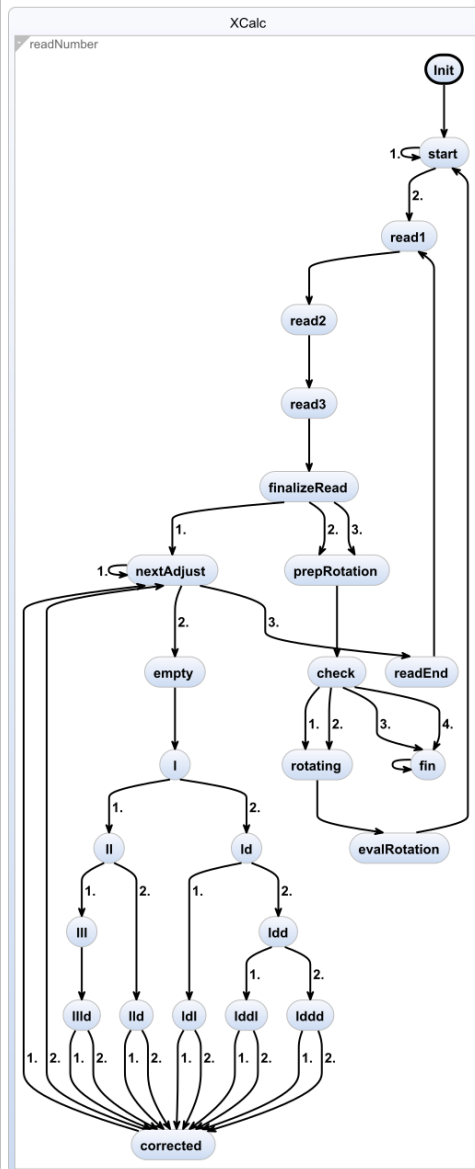 XCalc
readNumber
Init
1. start
2.
read1
read2
read3
finalizeRead
1. 2. 3.
1. nextAdjust prepRotation
2. 3.
empty check readEnd
1. 2. 3. 4.
I rotating fin
1. 2.
II Id evalRotation
1. 2. 1. 2.
III Idd
1. 2.
IIId IId IdI IddI Iddd
1. 2. 1. 2. 1. 2. 1. 2. 1. 2. 1. 2.
corrected